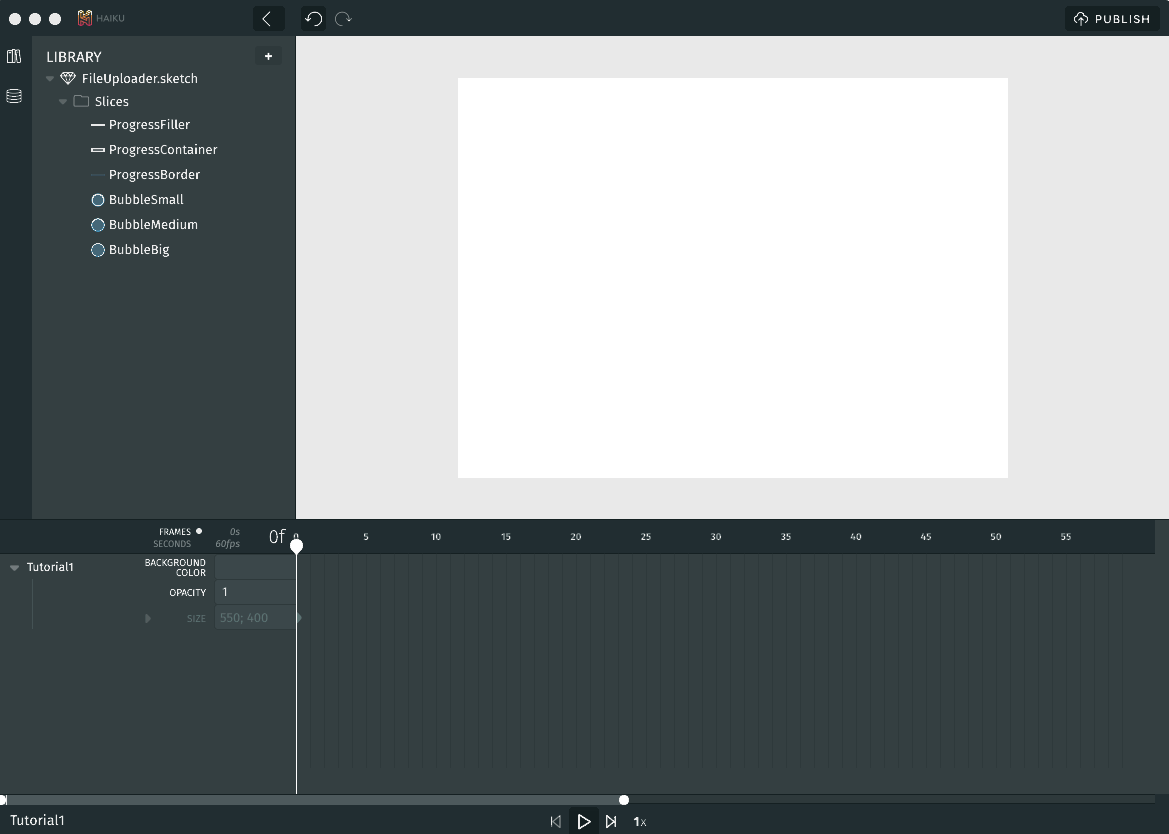 HAIKU
PUBLISH
LIBRARY
+
FileUploader.sketch
Slices
ProgressFiller
ProgressContainer
ProgressBorder
BubbleSmall
BubbleMedium
BubbleBig
FRAMES 0s 0f 0 5 10 15 20 25 30 35 40 45 50 55
SECONDS 60fps
Tutorial1 BACKGROUND
COLOR
OPACITY 1
SIZE 550; 400
Tutorial1 1x